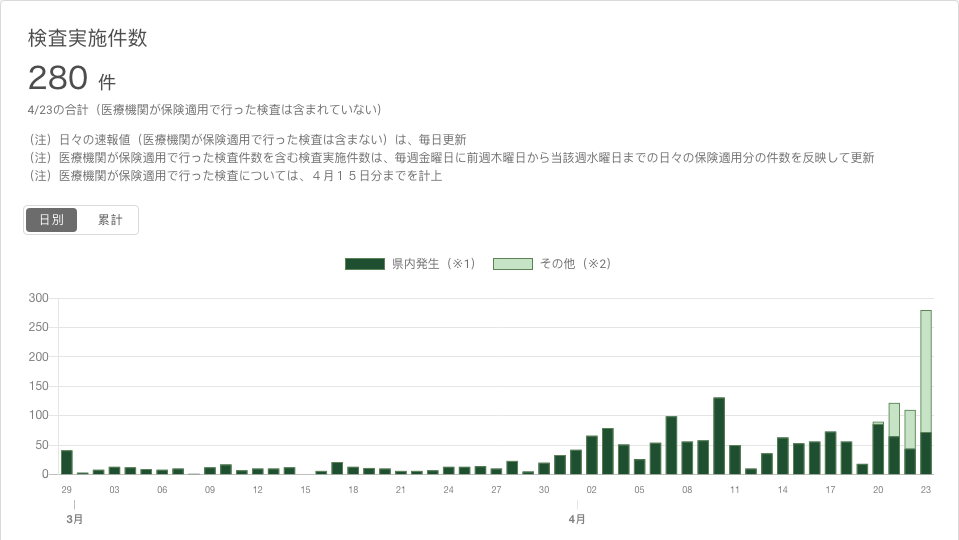 検査実施件数
280 件
4/23の合計（医療機関が保険適用で行った検査は含まれていない）
（注）日々の速報値（医療機関が保険適用で行った検査は含まない）は、毎日更新
（注）医療機関が保険適用で行った検査件数を含む検査実施件数は、毎週金曜日に前週木曜日から当該週水曜日までの日々の保険適用分の件数を反映して更新
（注）医療機関が保険適用で行った検査については、４月１５日分までを計上
日別 累計
県内発生（※1） その他（※2）
300
250
200
150
100
50
0
29 03 06 09 12 15 18 21 24 27 30 02 05 08 11 14 17 20 23
3月 4月